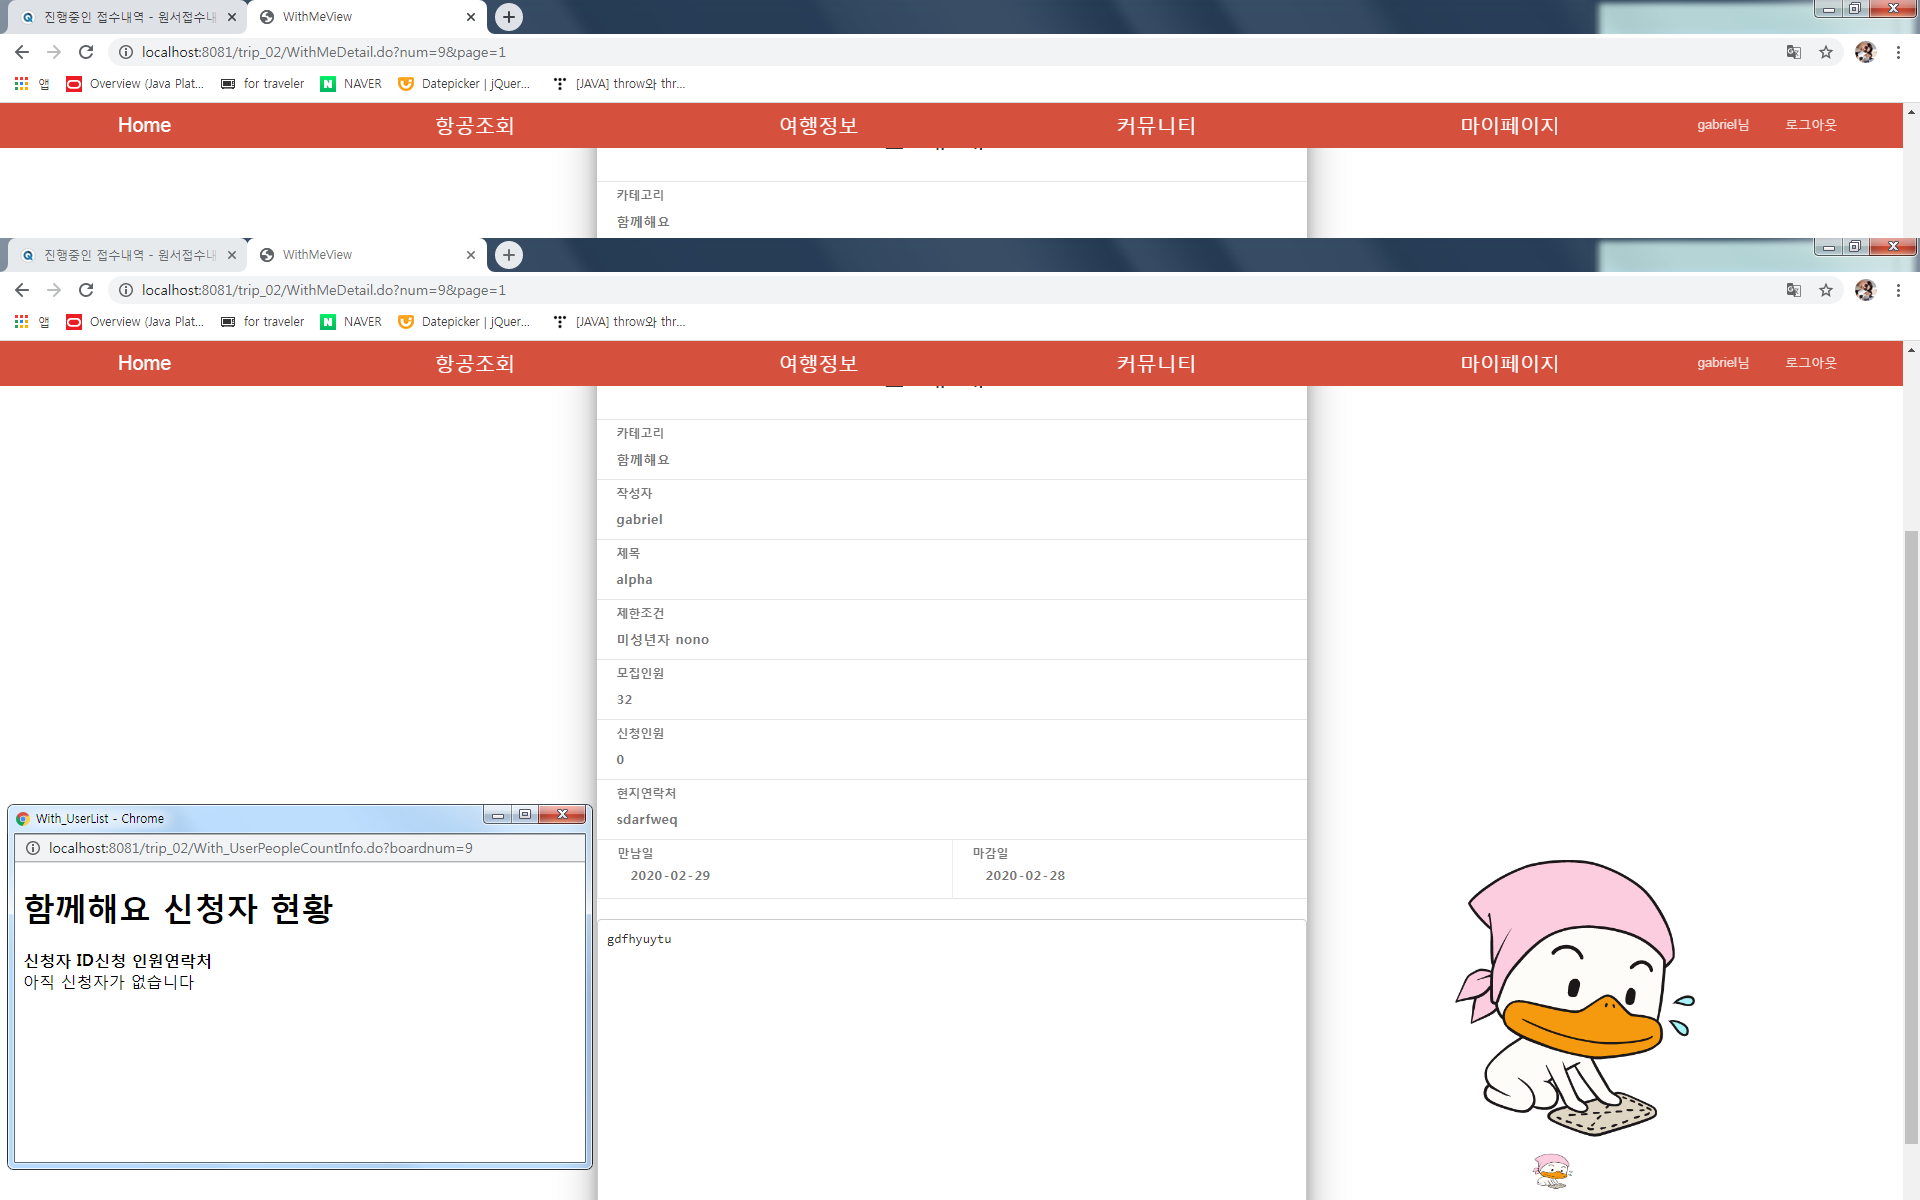 진행중인 접수내역 - 원서접수내
WithMeView
localhost:8081/trip_02/WithMeDetail.do?num=9&page=1
앱
Overview (Java Plat...
for traveler
NAVER
Datepicker | jQuer...
[JAVA] throw와 thr...
Home
항공조회
여행정보
커뮤니티
마이페이지
gabriel님
로그아웃
카테고리
함께해요
진행중인 접수내역 - 원서접수내
WithMeView
localhost:8081/trip_02/WithMeDetail.do?num=9&page=1
앱
Overview (Java Plat...
for traveler
NAVER
Datepicker | jQuer...
[JAVA] throw와 thr...
Home
항공조회
여행정보
커뮤니티
마이페이지
gabriel님
로그아웃
카테고리
함께해요
작성자
gabriel
제목
alpha
제한조건
미성년자 nono
모집인원
32
신청인원
0
현지연락처
sdarfweq
만남일
2020-02-29
마감일
2020-02-28
gdfhyuytu
With_UserList - Chrome
localhost:8081/trip_02/With_UserPeopleCountInfo.do?boardnum=9
함께해요 신청자 현황
신청자 ID신청 인원연락처
아직 신청자가 없습니다